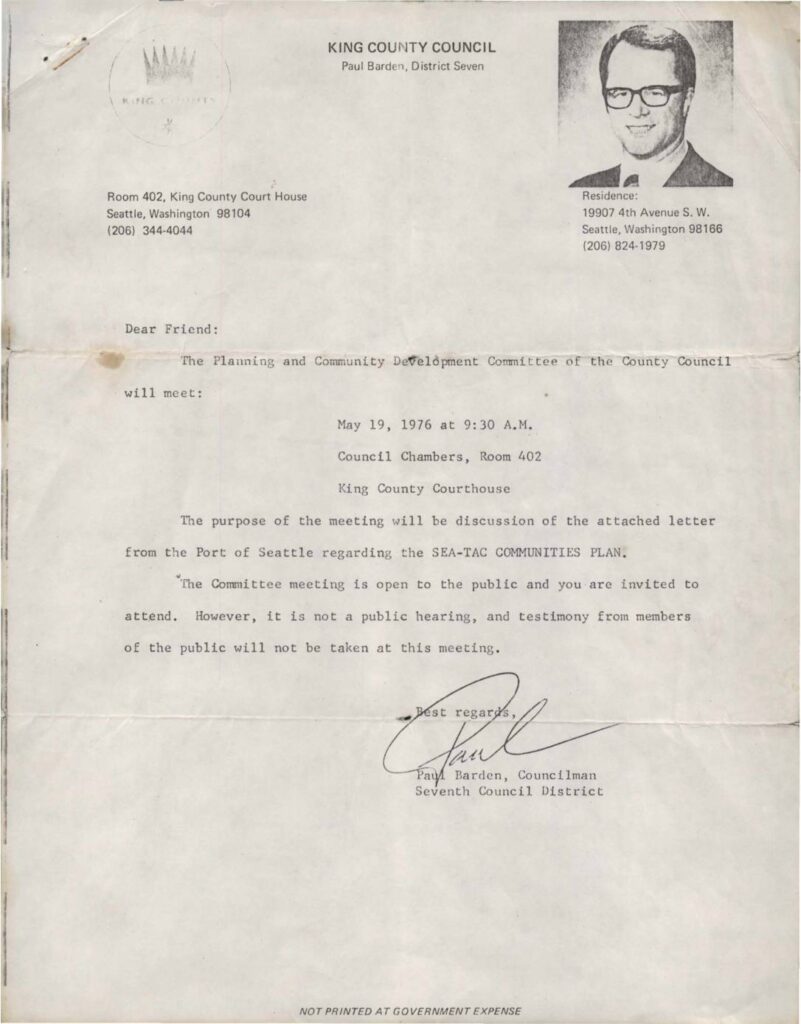 KING COUNTY COUNCIL
Paul Barden, District Seven
KING COUNTY
Room 402, King County Court House
Seattle, Washington 98104
(206) 344-4044
Residence:
19907 4th Avenue S. W.
Seattle, Washington 98166
(206) 824-1979
Dear Friend:
The Planning and Community Development Committee of the County Council
will meet:
May 19, 1976 at 9:30 A.M.
Council Chambers, Room 402
King County Courthouse
The purpose of the meeting will be discussion of the attached letter
from the Port of Seattle regarding the SEA-TAC COMMUNITIES PLAN.
The Committee meeting is open to the public and you are invited to
attend. However, it is not a public hearing, and testimony from members
of the public will not be taken at this meeting.
Best regards,
Paul
Paul Barden, Councilman
Seventh Council District
NOT PRINTED AT GOVERNMENT EXPENSE